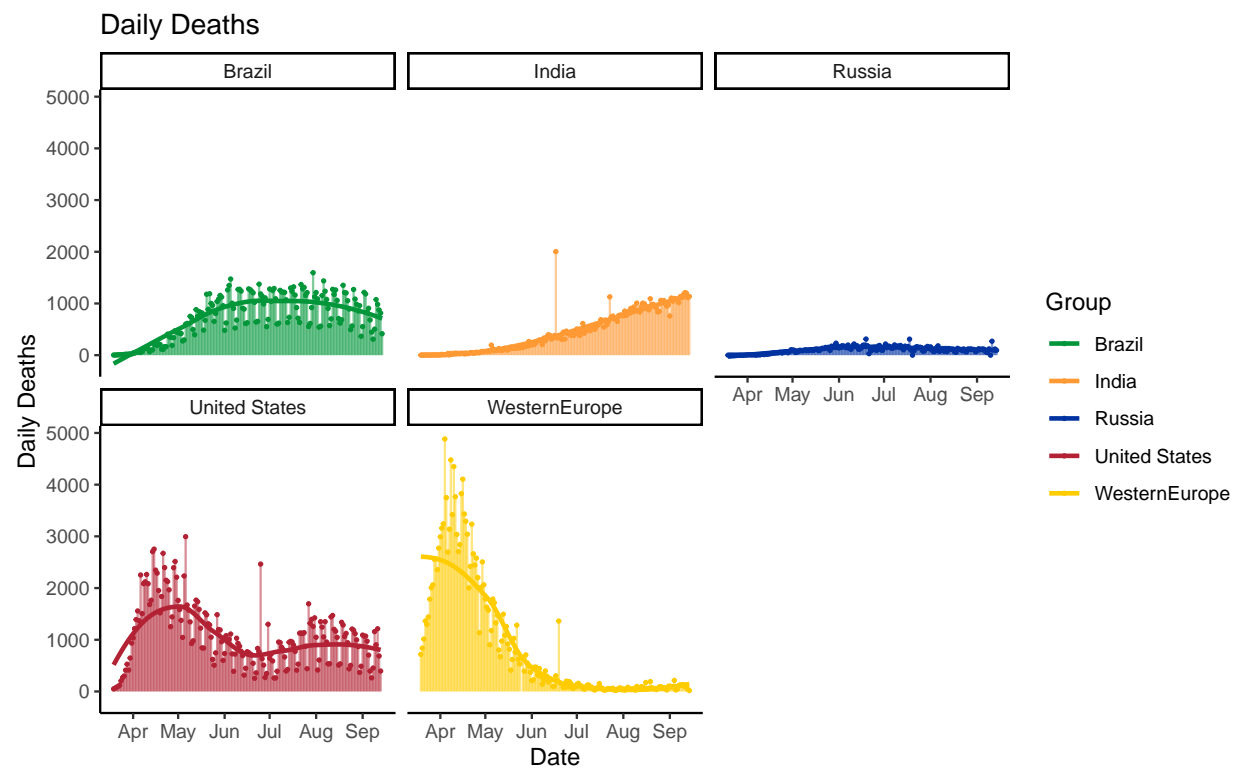 Daily Deaths
Brazil
India
Russia
5000
4000
3000
2000
1000
0
Apr May Jun Jul Aug Sep
United States
WesternEurope
5000
4000
3000
2000
1000
0
Apr May Jun Jul Aug Sep
Apr May Jun Jul Aug Sep
Daily Deaths
Date
Group
Brazil
India
Russia
United States
WesternEurope